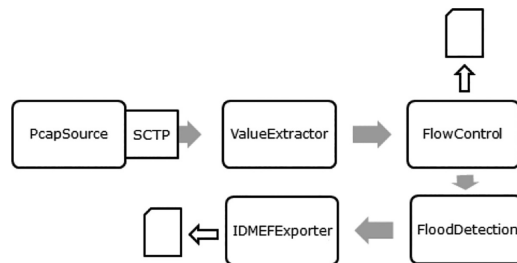 PcapSource
SCTP
ValueExtractor
FlowControl
IDMEFExporter
FloodDetection